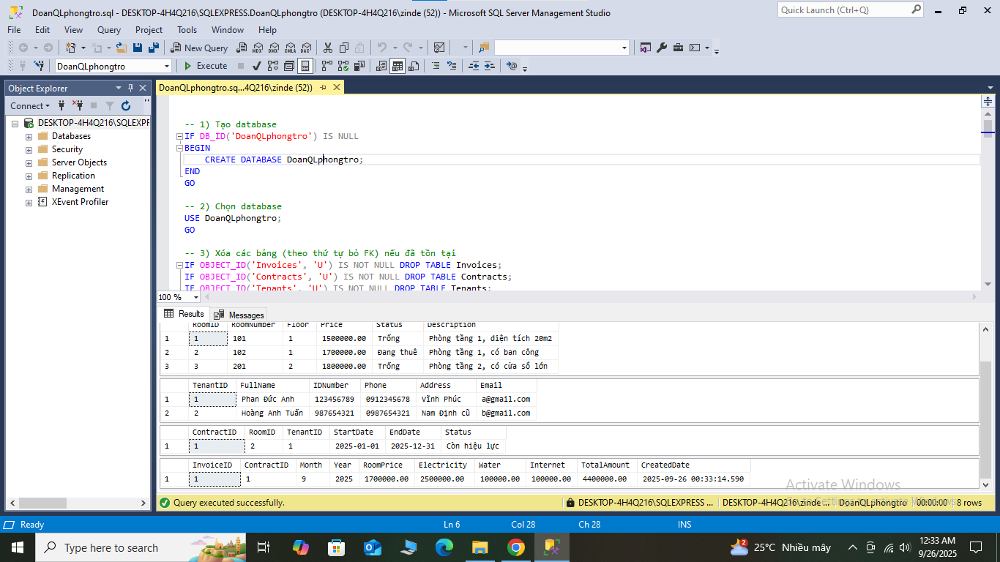 DoanQLphongtro.sql - DESKTOP-4H4Q216\SQLEXPRESS.DoanQLphongtro (DESKTOP-4H4Q216\zinde (52)) - Microsoft SQL Server Management Studio
Quick Launch (Ctrl+Q)
File Edit View Query Project Tools Window Help
New Query MDX DMX XMLA DAX
DoanQLphongtro Execute
Object Explorer
DoanQLphongtro.sq...4Q216\zinde (52))
Connect
DESKTOP-4H4Q216\SQLEXPR
Databases
Security
Server Objects
Replication
Management
XEvent Profiler
-- 1) Tạo database
IF DB_ID('DoanQLphongtro') IS NULL
BEGIN
CREATE DATABASE DoanQLphongtro;
END
GO
-- 2) Chọn database
USE DoanQLphongtro;
GO
-- 3) Xóa các bảng (theo thứ tự bỏ FK) nếu đã tồn tại
IF OBJECT_ID('Invoices', 'U') IS NOT NULL DROP TABLE Invoices;
IF OBJECT_ID('Contracts', 'U') IS NOT NULL DROP TABLE Contracts;
IF OBJECT_ID('Tenants', 'U') IS NOT NULL DROP TABLE Tenants;
100 %
Results Messages
RoomID RoomNumber Floor Price Status Description
1 1 101 1 1500000.00 Trống Phòng tầng 1, diện tích 20m2
2 2 102 1 1700000.00 Đang thuê Phòng tầng 1, có ban công
3 3 201 2 1800000.00 Trống Phòng tầng 2, có cửa sổ lớn
TenantID FullName IDNumber Phone Address Email
1 1 Phan Đức Anh 123456789 0912345678 Vĩnh Phúc a@gmail.com
2 2 Hoàng Anh Tuấn 987654321 0987654321 Nam Định cũ b@gmail.com
ContractID RoomID TenantID StartDate EndDate Status
1 1 2 1 2025-01-01 2025-12-31 Còn hiệu lực
InvoiceID ContractID Month Year RoomPrice Electricity Water Internet TotalAmount CreatedDate
1 1 1 9 2025 1700000.00 2500000.00 100000.00 100000.00 4400000.00 2025-09-26 00:33:14.590
Activate Windows
Go to Settings to activate Windows.
Query executed successfully. DESKTOP-4H4Q216\SQLEXPRESS ... DESKTOP-4H4Q216\zinde ... DoanQLphongtro 00:00:00 8 rows
Ready Ln 6 Col 28 Ch 28 INS
Type here to search
25°C Nhiều mây
12:33 AM
9/26/2025